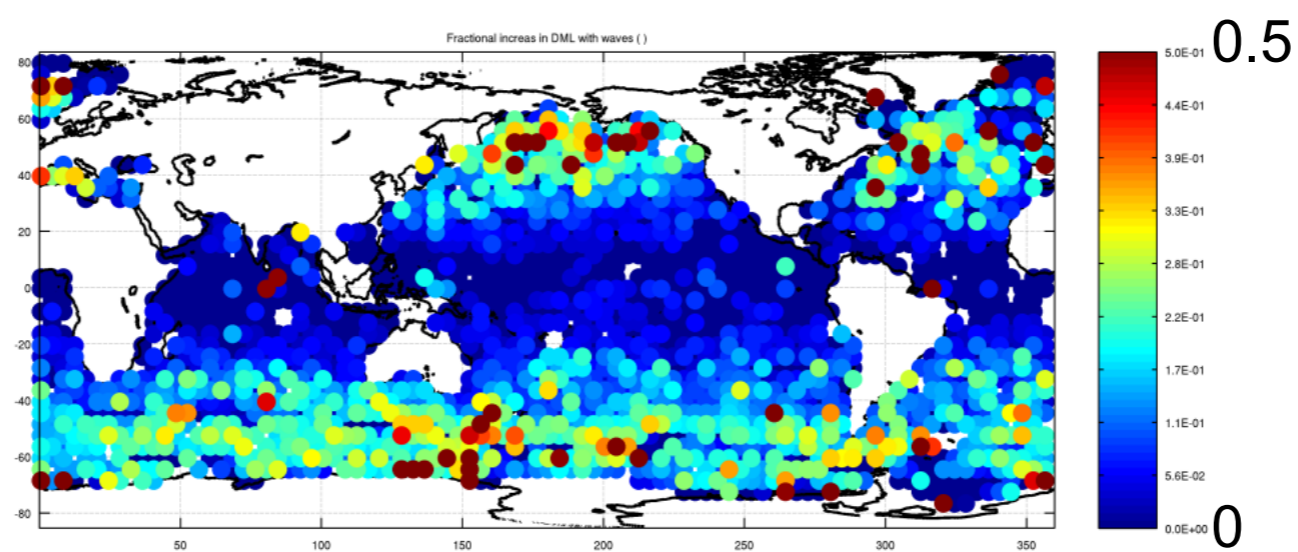 Fractional increas in DML with waves ( )
80
60
40
20
0
-20
-40
-60
-80
50
100
150
200
250
300
350
5.0E-01
4.4E-01
3.9E-01
3.3E-01
2.8E-01
2.2E-01
1.7E-01
1.1E-01
5.6E-02
0.0E+00
0.5
0